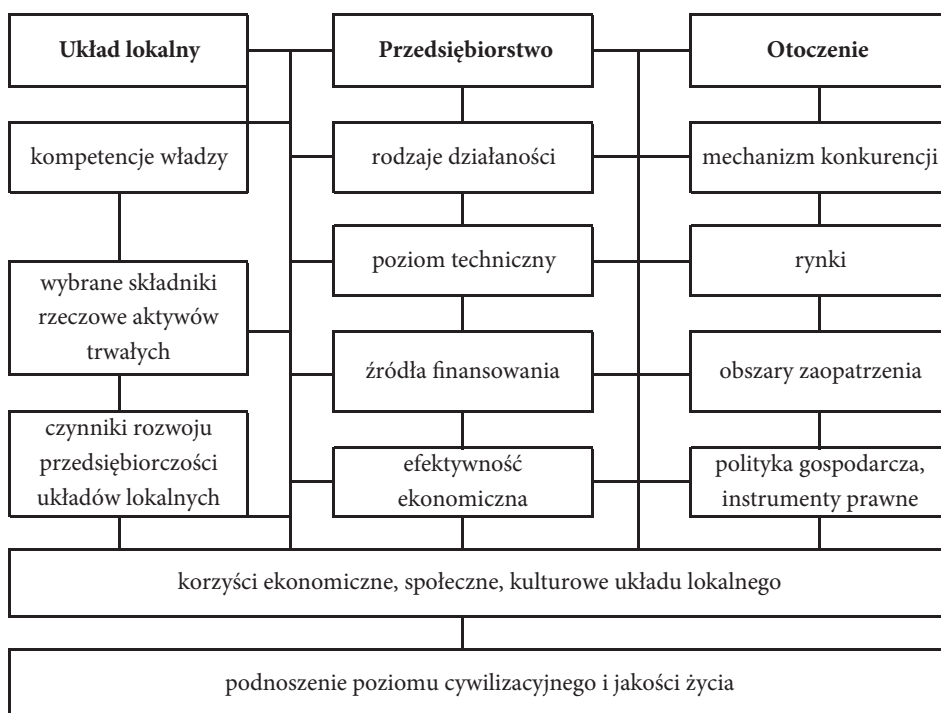 Układ lokalny
Przedsiębiorstwo
Otoczenie
kompetencje władzy
rodzaje działaności
mechanizm konkurencji
poziom techniczny
rynki
wybrane składniki
rzeczowe aktywów
trwałych
źródła finansowania
obszary zaopatrzenia
czynniki rozwoju
przedsiębiorczości
układów lokalnych
efektywność
ekonomiczna
polityka gospodarcza,
instrumenty prawne
korzyści ekonomiczne, społeczne, kulturowe układu lokalnego
podnoszenie poziomu cywilizacyjnego i jakości życia